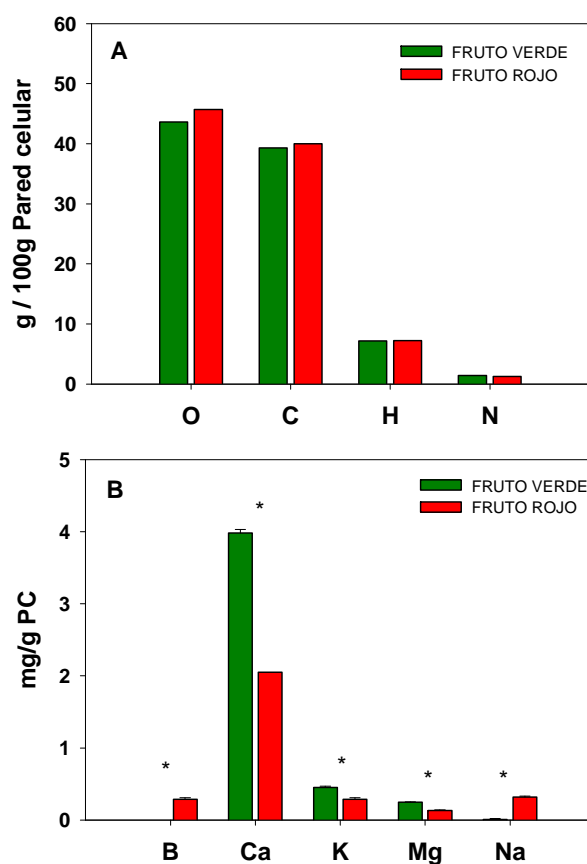 60
A
FRUTO VERDE
FRUTO ROJO
50
40
30
20
10
0
g / 100g Pared celular
O C H N
5
B
FRUTO VERDE
FRUTO ROJO
*
4
3
2
1
* * * *
0
mg/g PC
B Ca K Mg Na